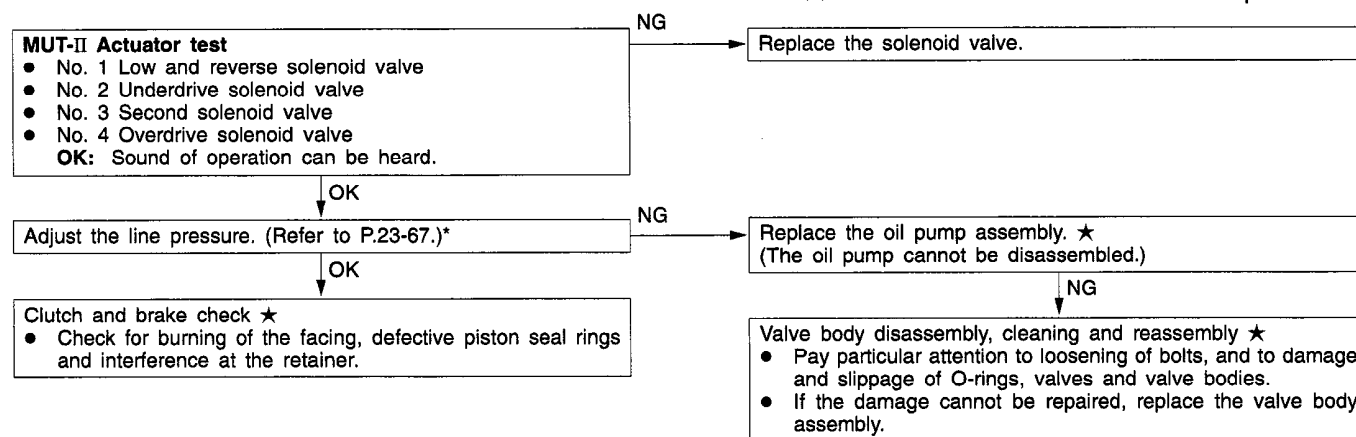 MUT-II Actuator test
● No. 1 Low and reverse solenoid valve
● No. 2 Underdrive solenoid valve
● No. 3 Second solenoid valve
● No. 4 Overdrive solenoid valve
OK: Sound of operation can be heard.
NG
Replace the solenoid valve.
OK
Adjust the line pressure. (Refer to P.23-67.)*
NG
Replace the oil pump assembly. ★
(The oil pump cannot be disassembled.)
OK
NG
Clutch and brake check ★
● Check for burning of the facing, defective piston seal rings
and interference at the retainer.
Valve body disassembly, cleaning and reassembly ★
● Pay particular attention to loosening of bolts, and to damage
and slippage of O-rings, valves and valve bodies.
● If the damage cannot be repaired, replace the valve body
assembly.